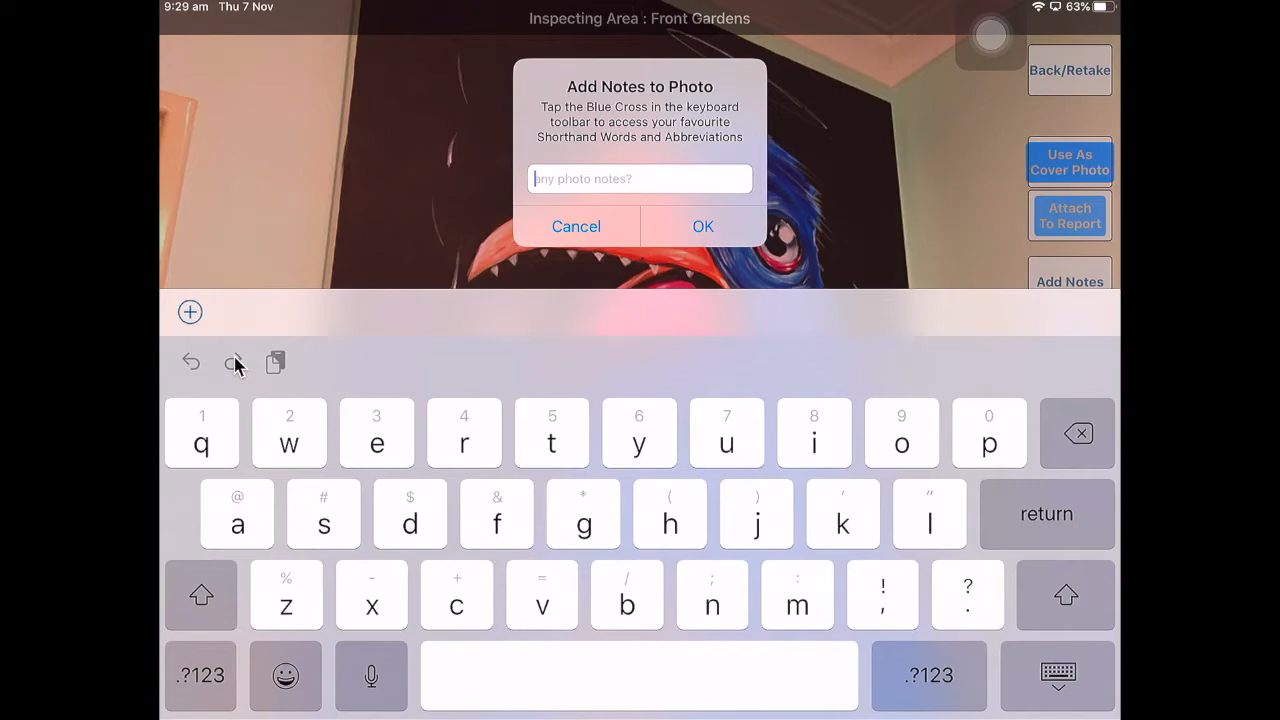 9:29 am Thu 7 Nov
63%
Inspecting Area : Front Gardens
Back/Retake
Add Notes to Photo
Tap the Blue Cross in the keyboard
toolbar to access your favourite
Shorthand Words and Abbreviations
any photo notes?
Cancel OK
Use As
Cover Photo
Attach
To Report
Add Notes
1 2 3 4 5 6 7 8 9 0
q w e r t y u i o p
@ # $ & * ( ) ' "
a s d f g h j k l return
% - + = / ; : ! ?
z x c v b n m , .
.?123 .?123